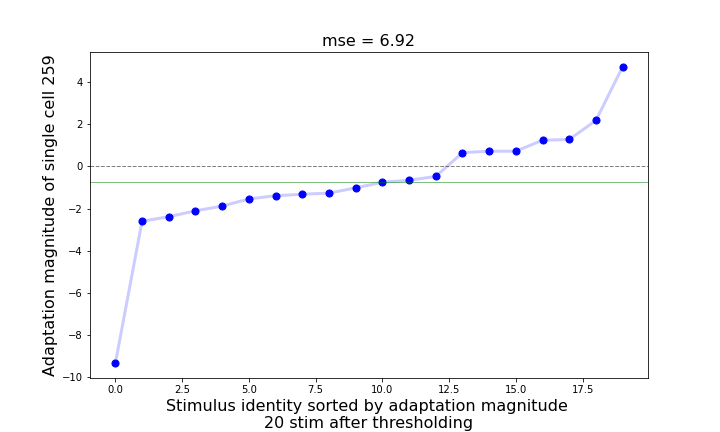 mse = 6.92
Adaptation magnitude of single cell 259
4
2
0
−2
−4
−6
−8
−10
0.0 2.5 5.0 7.5 10.0 12.5 15.0 17.5
Stimulus identity sorted by adaptation magnitude
20 stim after thresholding